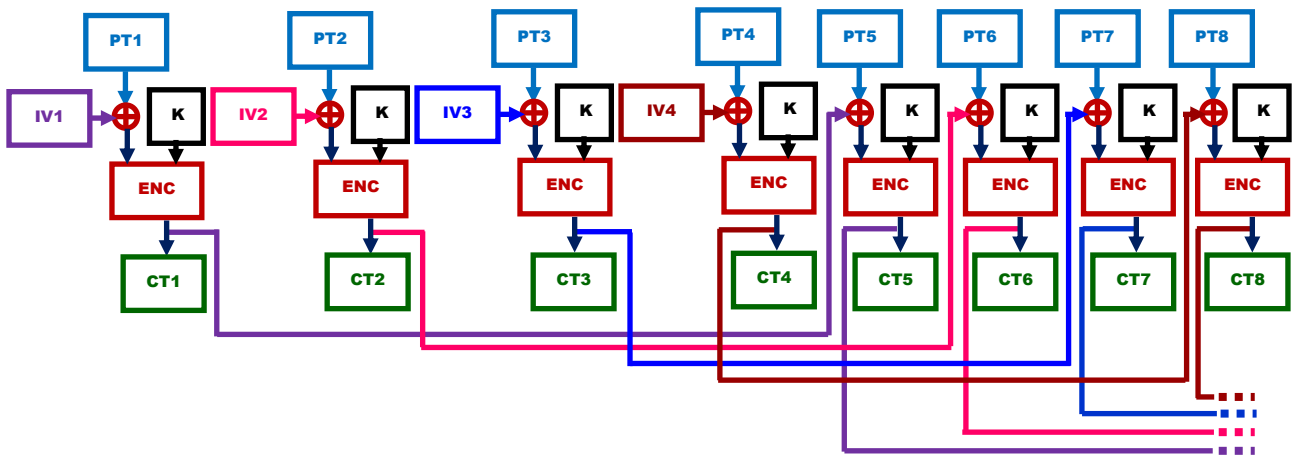 PT1 PT2 PT3 PT4 PT5 PT6 PT7 PT8
IV1 K IV2 K IV3 K IV4 K K K K K
ENC ENC ENC ENC ENC ENC ENC ENC
CT1 CT2 CT3 CT4 CT5 CT6 CT7 CT8